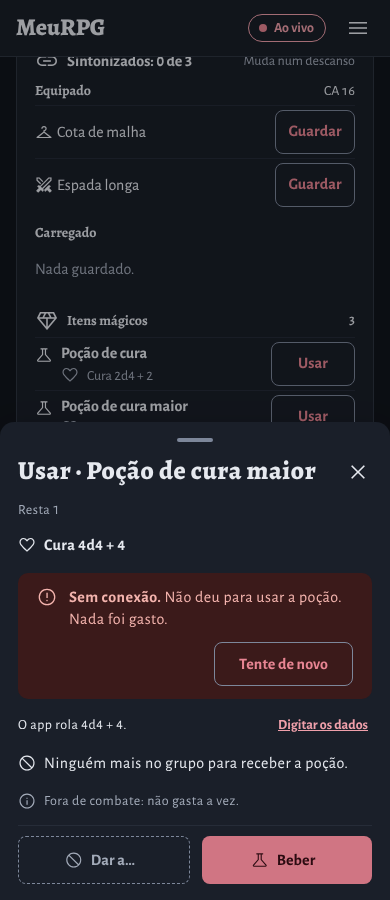 MeuRPG
Ao vivo
Sintonizados: 0 de 3
Muda num descanso
Equipado
CA 16
Cota de malha
Guardar
Espada longa
Guardar
Carregado
Nada guardado.
Itens mágicos
3
Poção de cura
Cura 2d4 + 2
Usar
Poção de cura maior
Usar
Usar · Poção de cura maior
Resta 1
Cura 4d4 + 4
Sem conexão. Não deu para usar a poção.
Nada foi gasto.
Tente de novo
O app rola 4d4 + 4.
Digitar os dados
Ninguém mais no grupo para receber a poção.
Fora de combate: não gasta a vez.
Dar a...
Beber